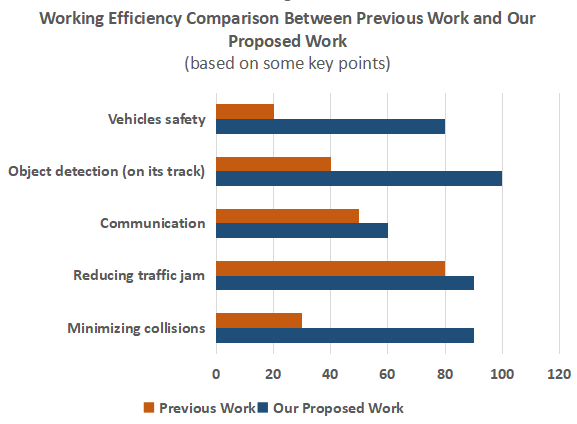 Working Efficiency Comparison Between Previous Work and Our
Proposed Work
(based on some key points)
Vehicles safety
Object detection (on its track)
Communication
Reducing traffic jam
Minimizing collisions
0 20 40 60 80 100 120
Previous Work Our Proposed Work